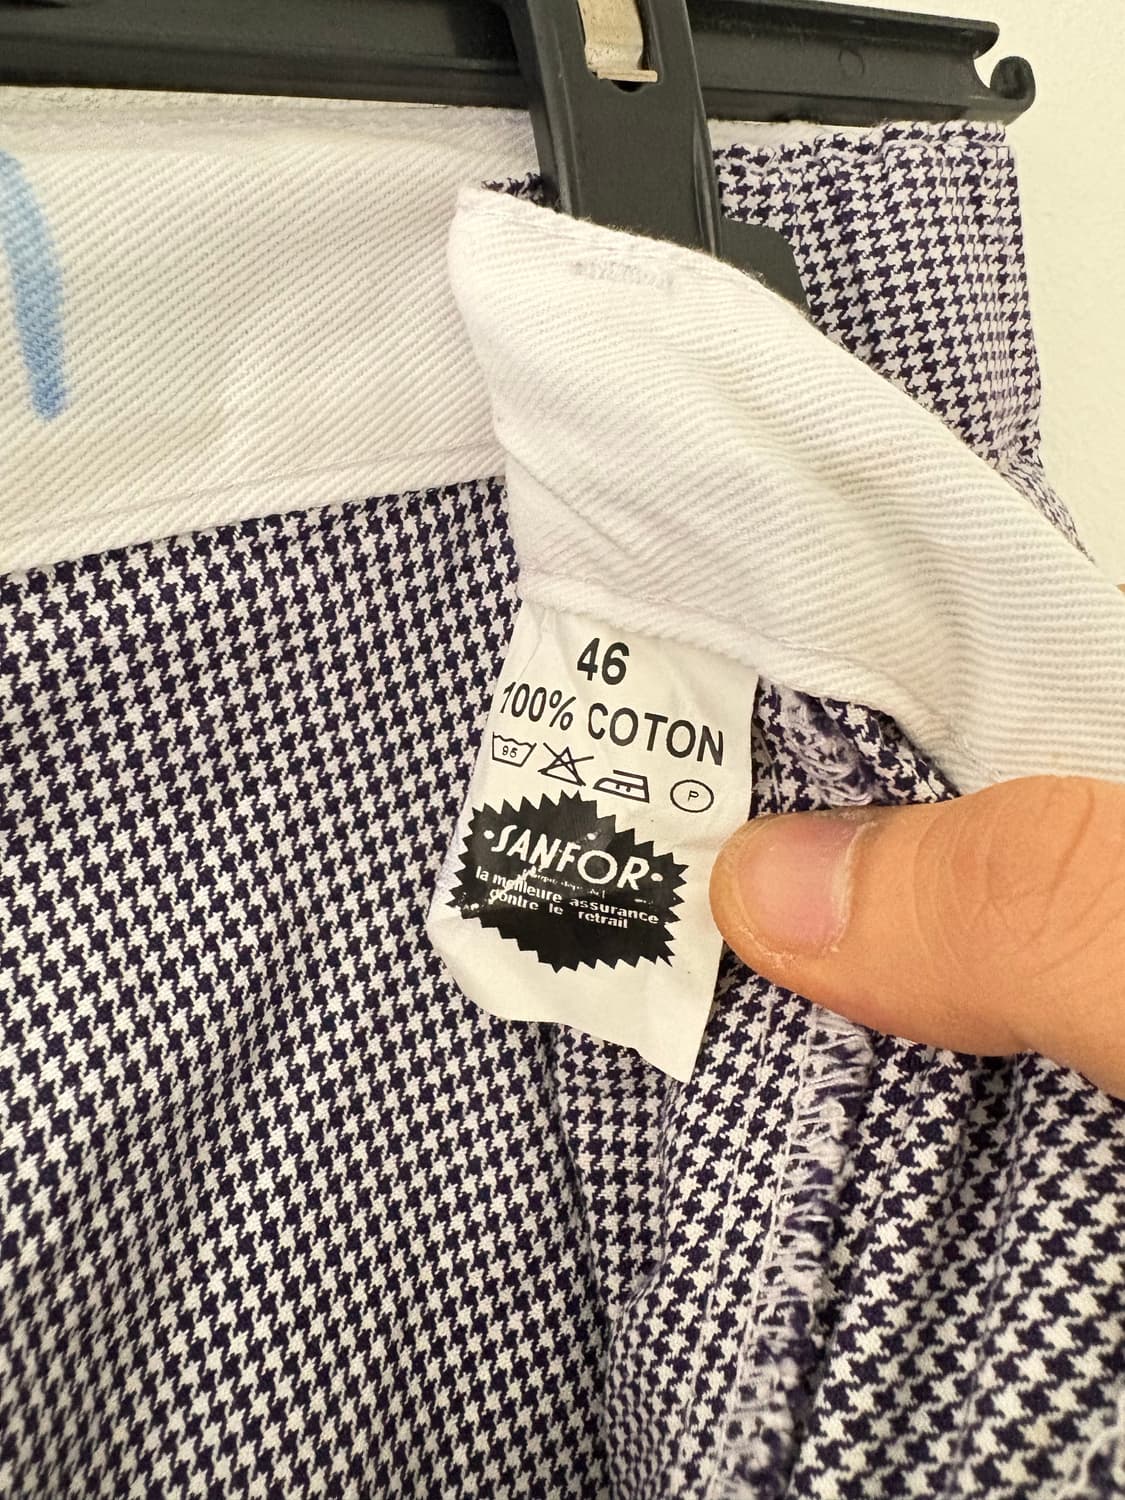 46
100% COTON
95
P
SANFOR
la meilleure assurance
contre le retrait